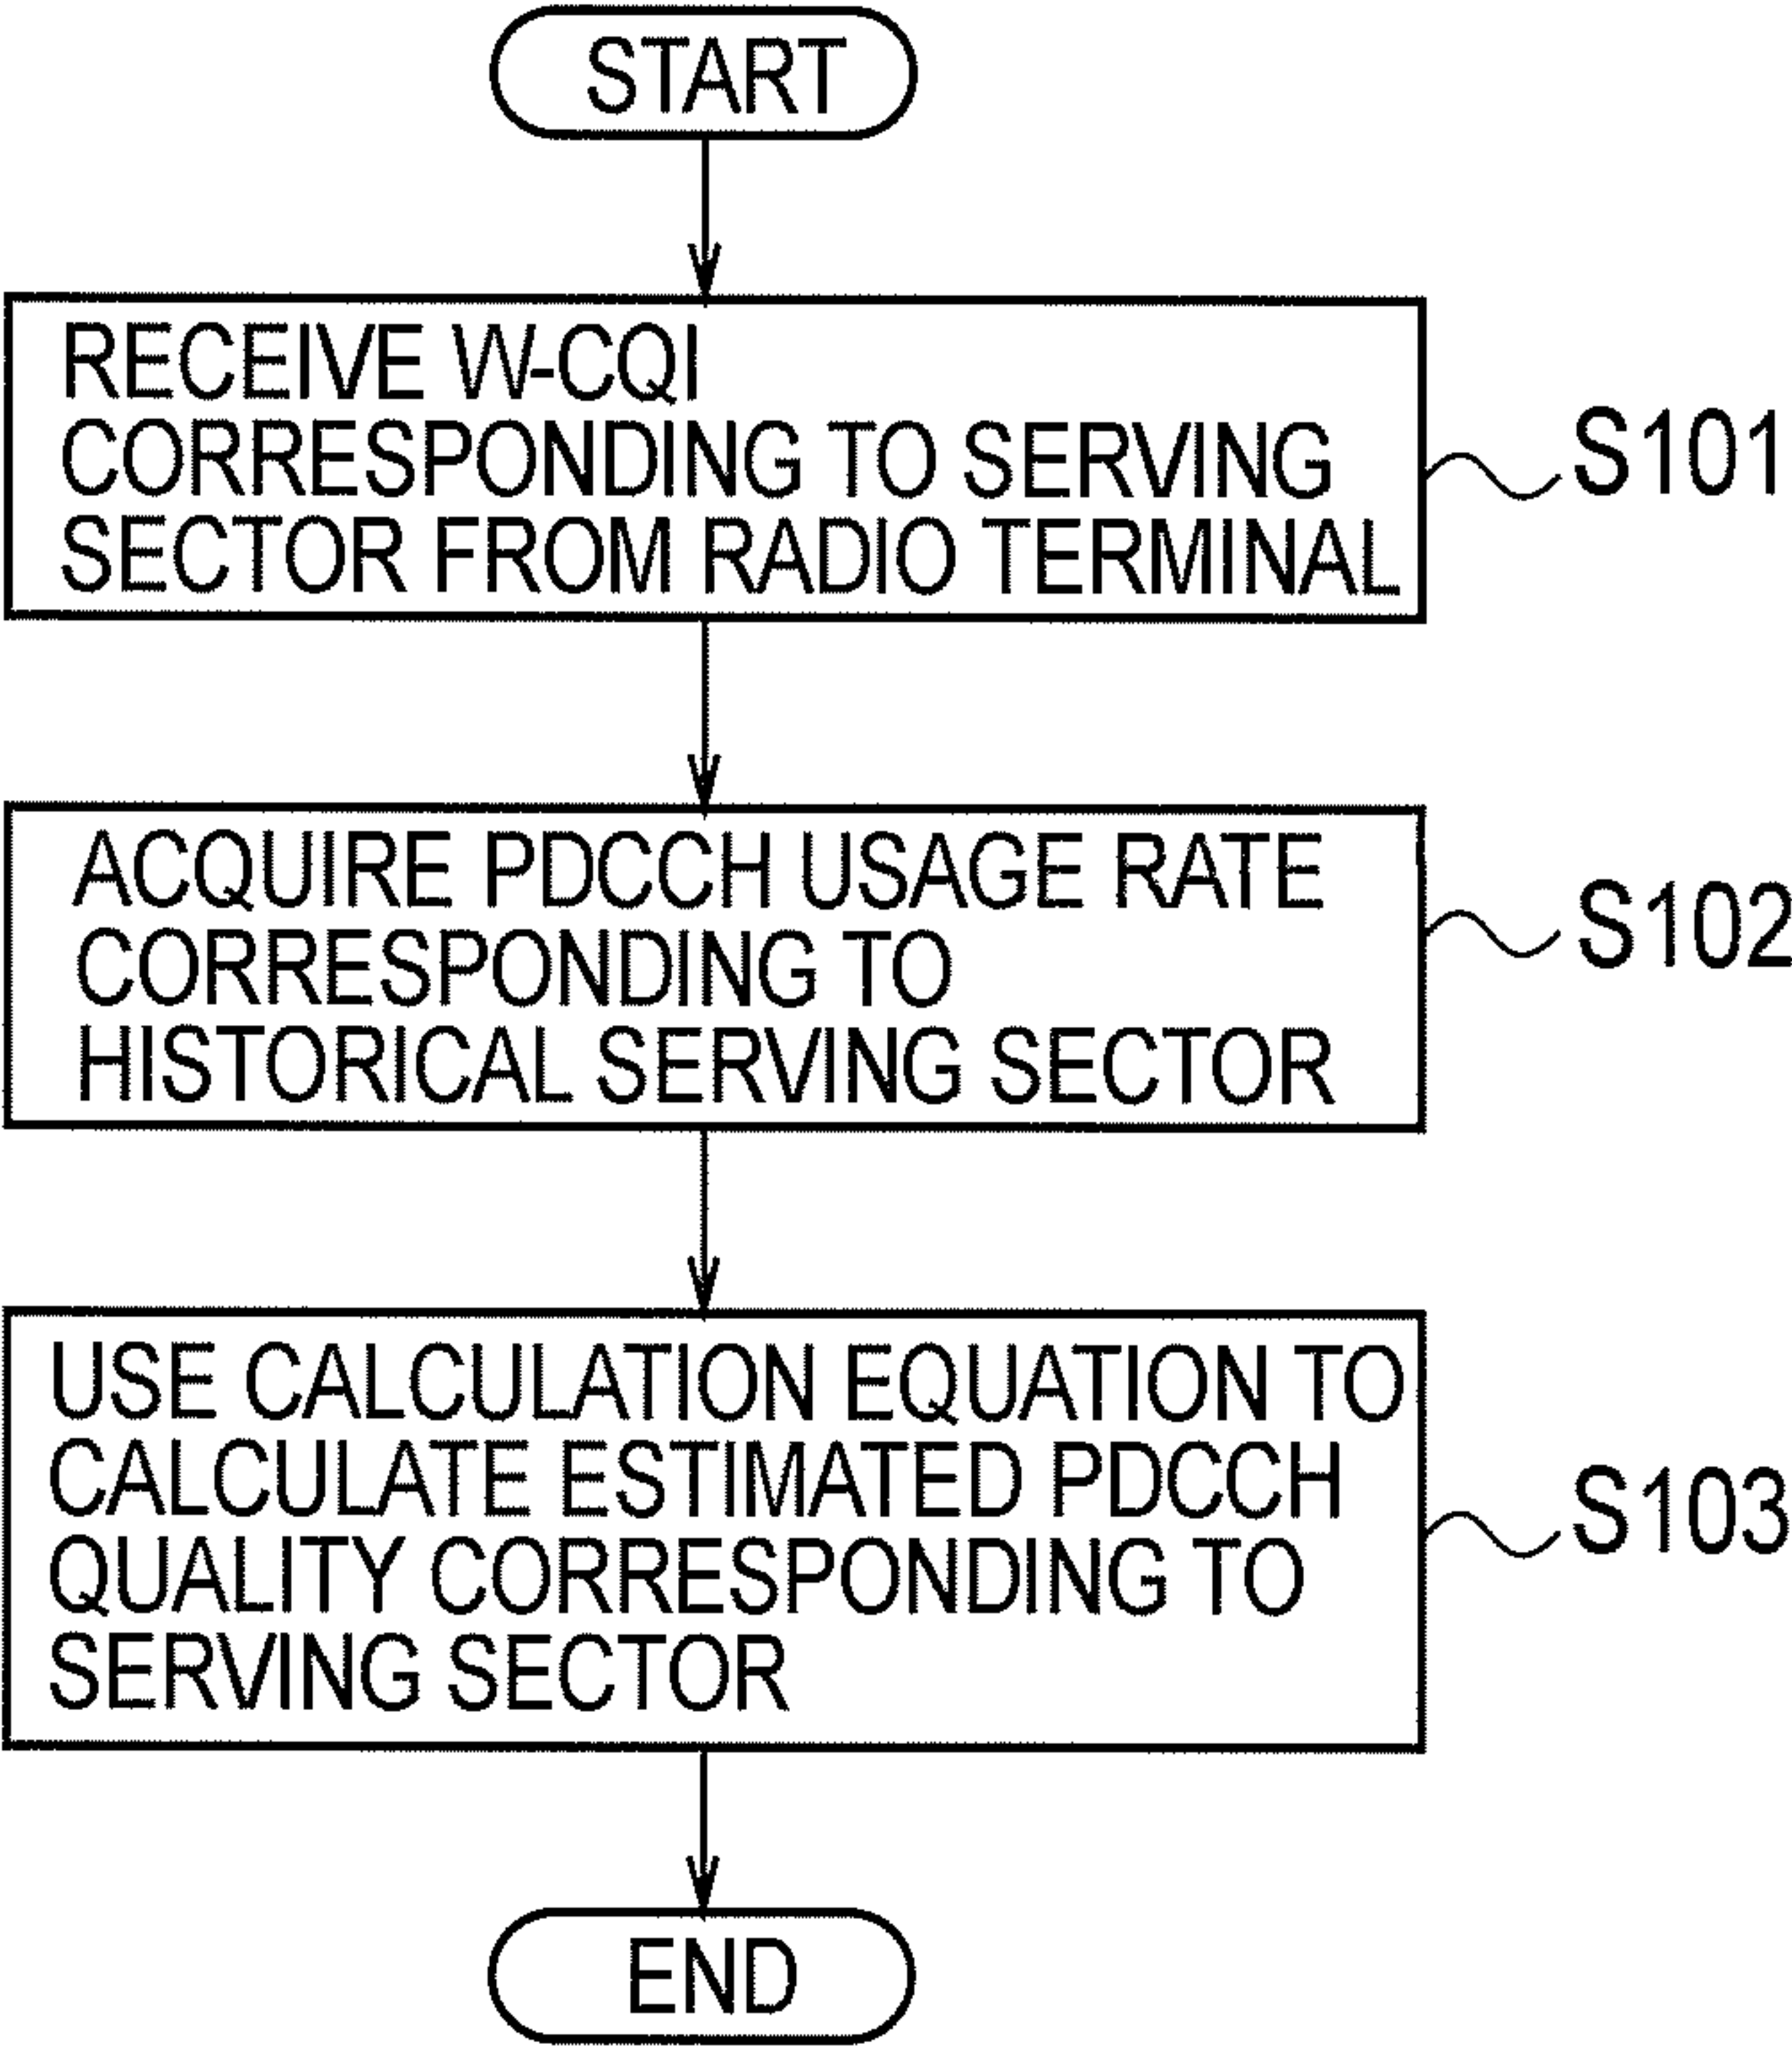 START
RECEIVE W-CQI
CORRESPONDING TO SERVING
SECTOR FROM RADIO TERMINAL
S101
ACQUIRE PDCCH USAGE RATE
CORRESPONDING TO
HISTORICAL SERVING SECTOR
S102
USE CALCULATION EQUATION TO
CALCULATE ESTIMATED PDCCH
QUALITY CORRESPONDING TO
SERVING SECTOR
S103
END